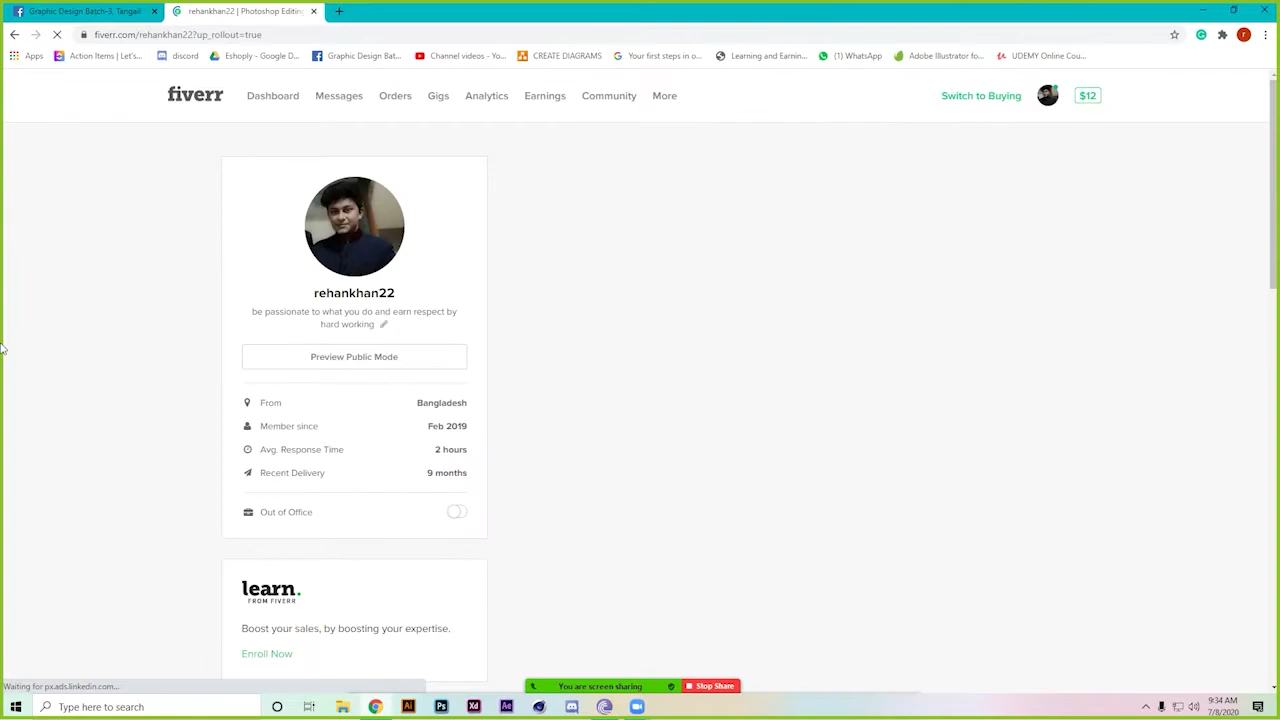 Graphic Design Batch-3, Tangail
rehankhan22 | Photoshop Editing
fiverr.com/rehankhan22?up_rollout=true
Apps
Action Items | Let's...
discord
Eshoply - Google D...
Graphic Design Bat...
Channel videos - Yo...
CREATE DIAGRAMS
Your first steps in o...
Learning and Earnin...
(1) WhatsApp
Adobe Illustrator fo...
UDEMY Online Cou...
fiverr
Dashboard
Messages
Orders
Gigs
Analytics
Earnings
Community
More
Switch to Buying
$12
rehankhan22
be passionate to what you do and earn respect by
hard working
Preview Public Mode
From Bangladesh
Member since Feb 2019
Avg. Response Time 2 hours
Recent Delivery 9 months
Out of Office
learn.
FROM FIVERR
Boost your sales, by boosting your expertise.
Enroll Now
Waiting for px.ads.linkedin.com...
You are screen sharing
Stop Share
Type here to search
9:34 AM
7/8/2020